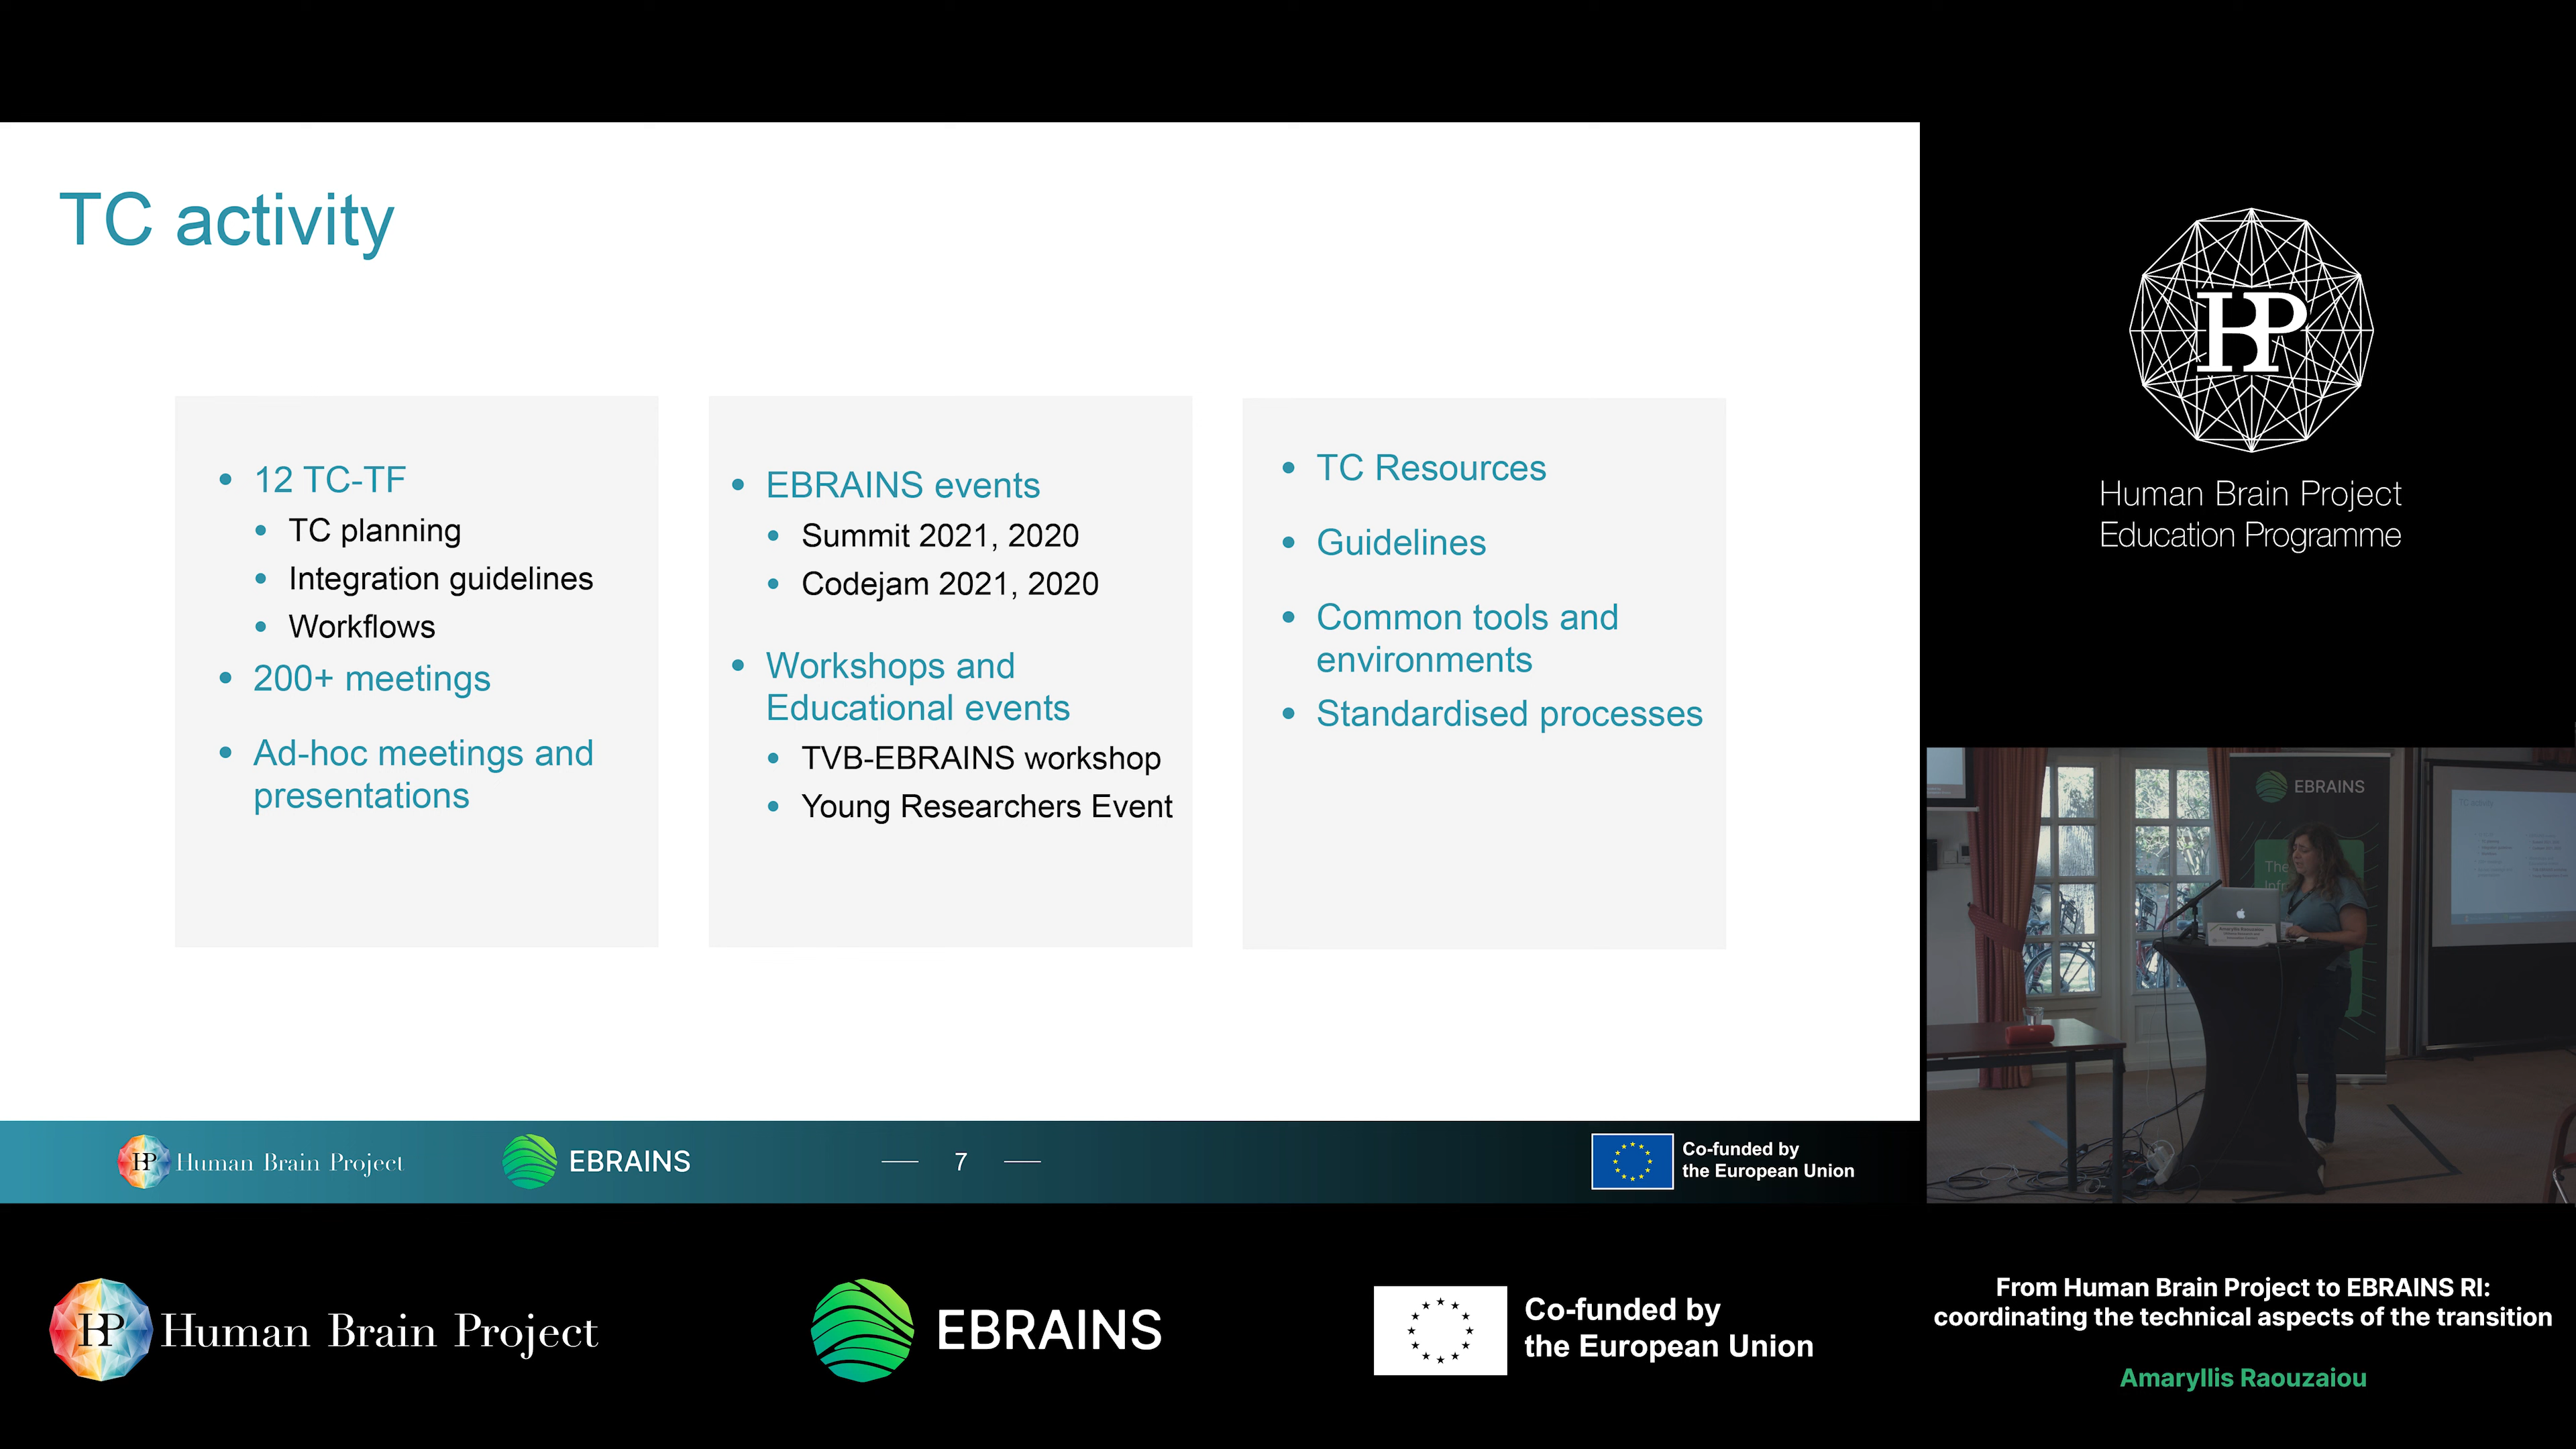 TC activity
12 TC-TF
TC planning
Integration guidelines
Workflows
200+ meetings
Ad-hoc meetings and
presentations
EBRAINS events
Summit 2021, 2020
Codejam 2021, 2020
Workshops and
Educational events
TVB-EBRAINS workshop
Young Researchers Event
TC Resources
Guidelines
Common tools and
environments
Standardised processes
HBP Human Brain Project
EBRAINS
7
Co-funded by
the European Union
HBP
Human Brain Project
Education Programme
EBRAINS
The
HBP Human Brain Project
EBRAINS
Co-funded by
the European Union
From Human Brain Project to EBRAINS RI:
coordinating the technical aspects of the transition
Amaryllis Raouzaiou